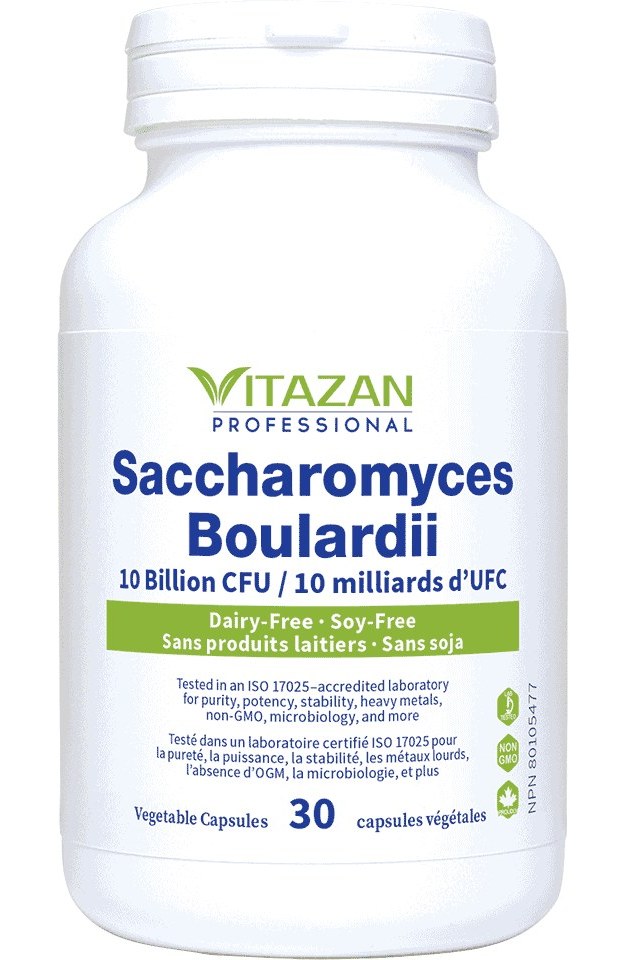 VITAZAN
PROFESSIONAL
Saccharomyces
Boulardii
10 Billion CFU / 10 milliards d'UFC
Dairy-Free · Soy-Free
Sans produits laitiers · Sans soja
Tested in an ISO 17025–accredited laboratory
for purity, potency, stability, heavy metals,
non-GMO, microbiology, and more
Testé dans un laboratoire certifié ISO 17025 pour
la pureté, la puissance, la stabilité, les métaux lourds,
l'absence d'OGM, la microbiologie, et plus
Vegetable Capsules 30 capsules végétales
LAB
TESTED
NON
GMO
NPN 80105477